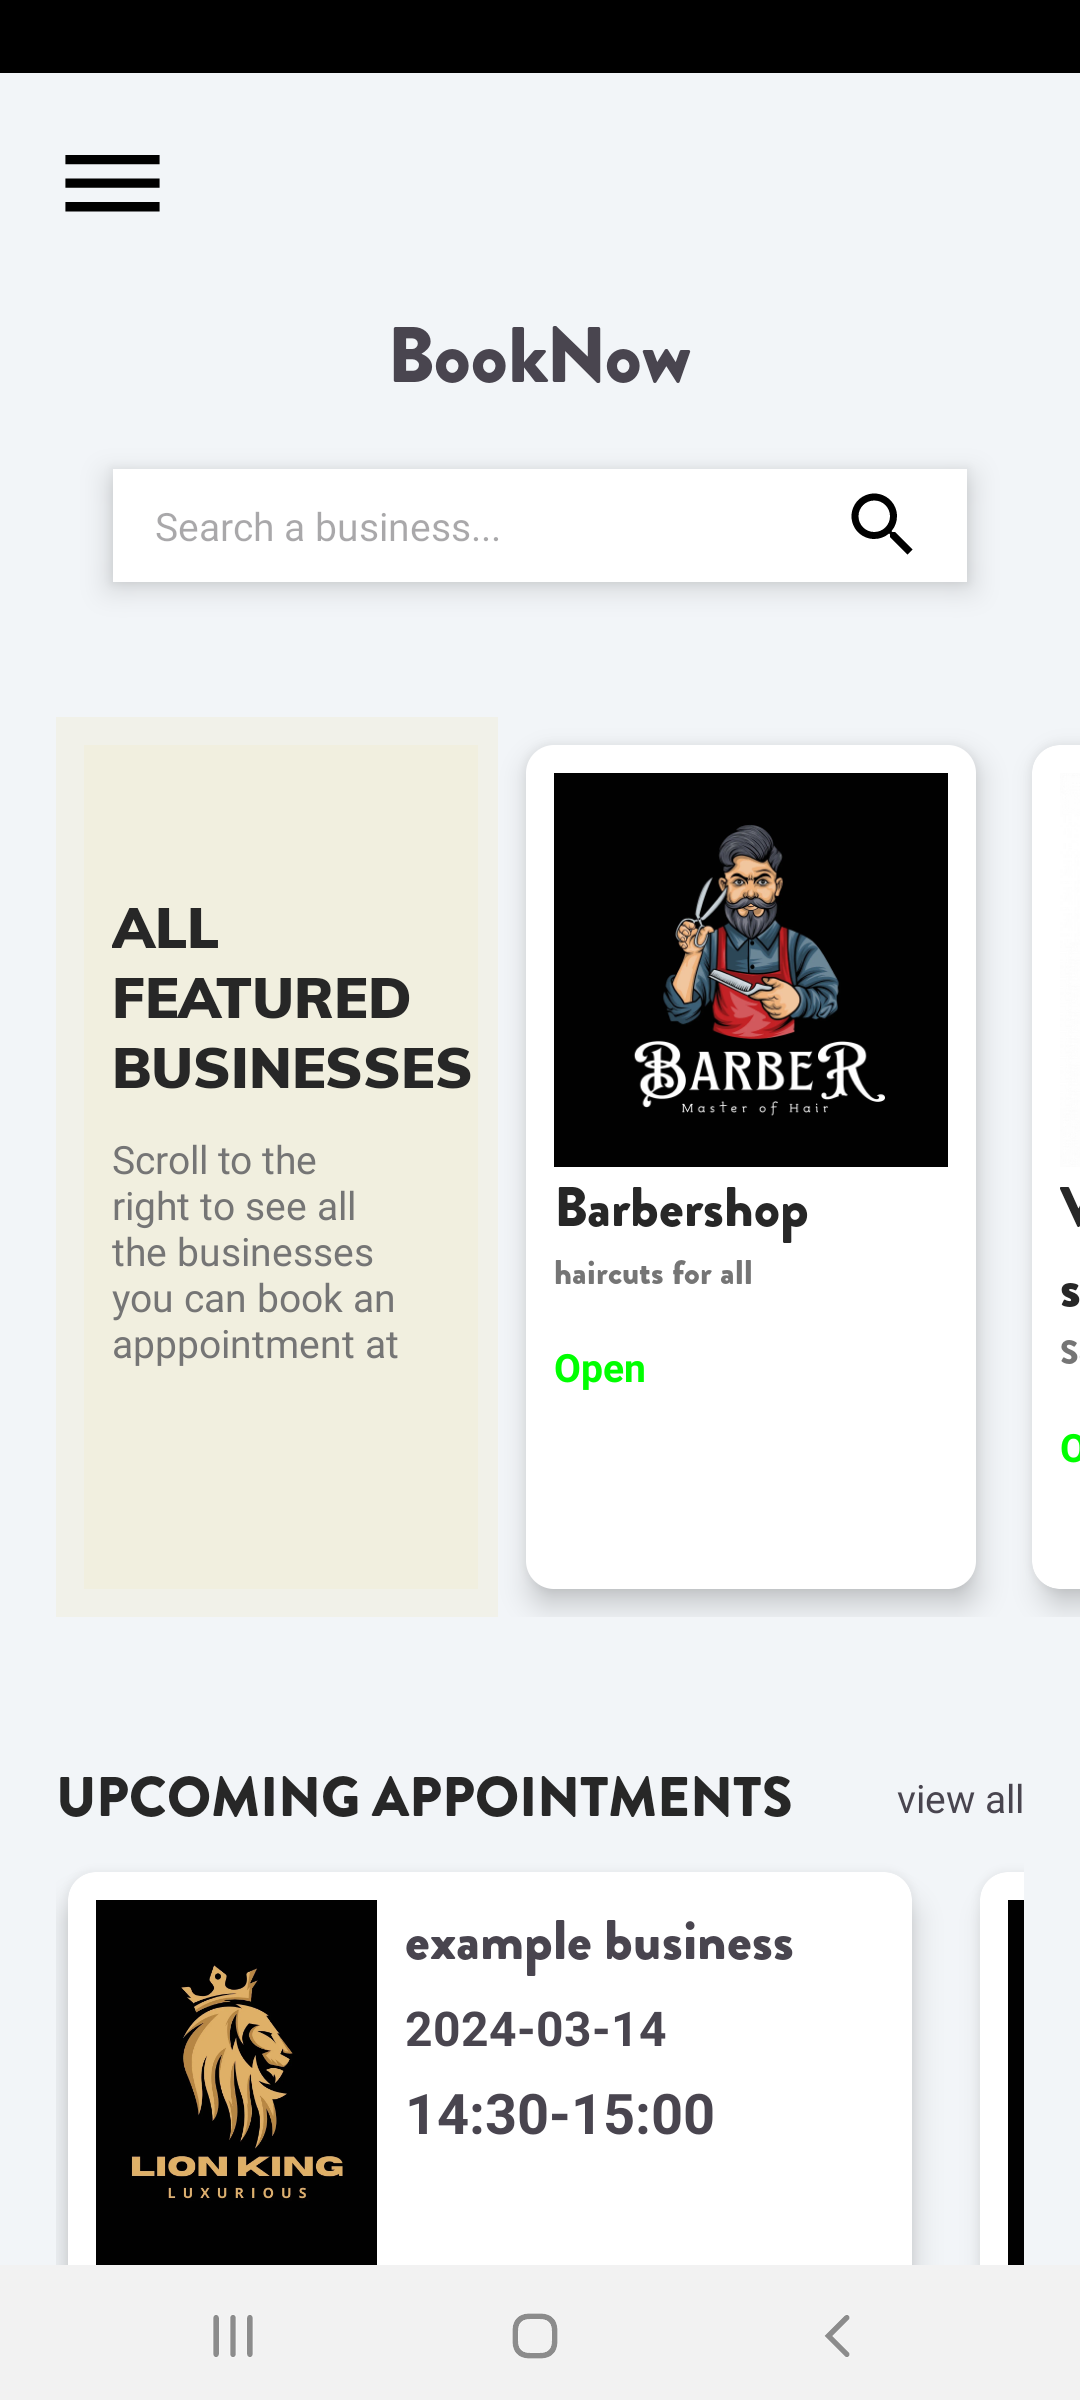 BookNow
Search a business...
ALL
FEATURED
BUSINESSES
Scroll to the
right to see all
the businesses
you can book an
apppointment at
BARBER
Master of Hair
Barbershop
haircuts for all
Open
UPCOMING APPOINTMENTS
view all
LION KING
LUXURIOUS
example business
2024-03-14
14:30-15:00